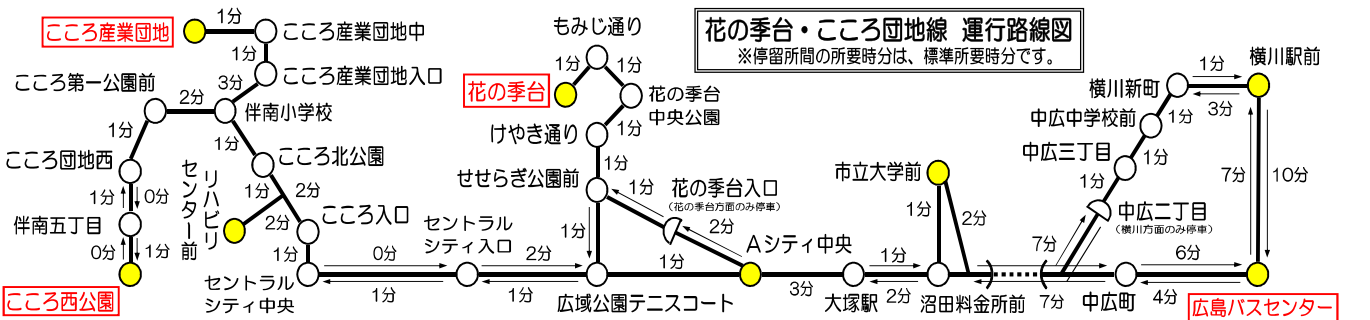 花の季台・こころ団地線 運行路線図
※停留所間の所要時分は、標準所要時分です。
こころ産業団地
1分
こころ産業団地中
1分
こころ産業団地入口
3分
こころ第一公園前
2分
伴南小学校
1分
こころ団地西
1分
0分
伴南五丁目
0分
1分
こころ西公園
1分
こころ北公園
1分
2分
リハビリ
センター前
2分
こころ入口
1分
セントラル
シティ中央
0分
1分
セントラル
シティ入口
2分
1分
もみじ通り
1分
1分
花の季台
花の季台
中央公園
1分
けやき通り
1分
せせらぎ公園前
1分
花の季台入口
(花の季台方面のみ停車)
2分
1分
広域公園テニスコート
1分
Aシティ中央
3分
大塚駅
1分
2分
市立大学前
1分
2分
沼田料金所前
7分
7分
中広町
6分
4分
広島バスセンター
中広二丁目
(横川方面のみ停車)
1分
中広三丁目
1分
中広中学校前
1分
横川新町
1分
3分
横川駅前
7分
10分